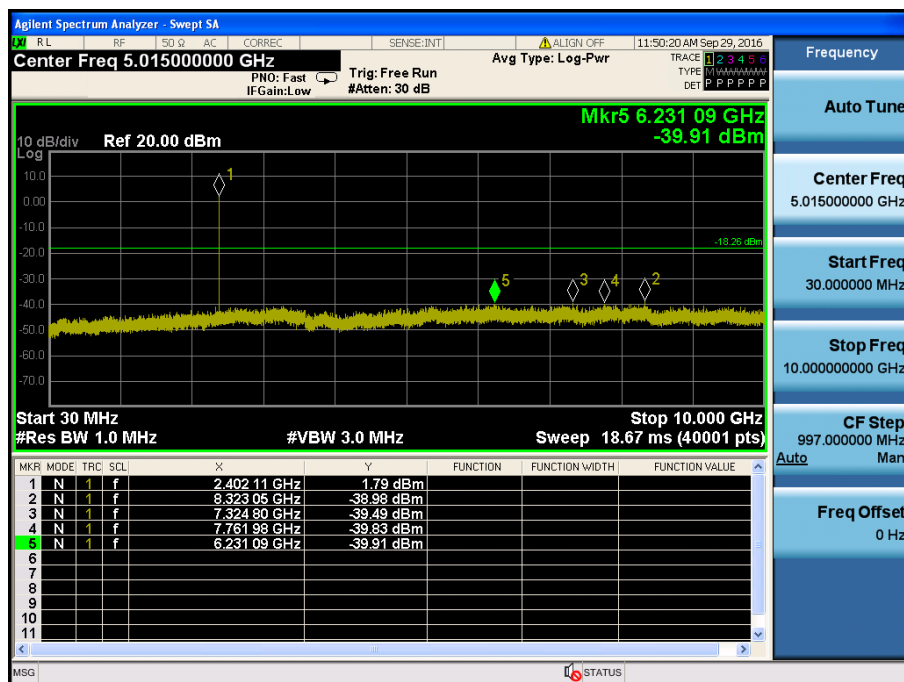 Agilent Spectrum Analyzer - Swept SA
LXI RL RF 50 Ω AC CORREC SENSE:INT ALIGN OFF 11:50:20 AM Sep 29, 2016
Center Freq 5.015000000 GHz
PNO: Fast
IFGain:Low
Trig: Free Run
#Atten: 30 dB
Avg Type: Log-Pwr
TRACE 1 2 3 4 5 6
TYPE M W W W W W
DET P P P P P P
Mkr5 6.231 09 GHz
-39.91 dBm
10 dB/div Ref 20.00 dBm
Log
10.0
0.00
-10.0
-20.0
-30.0
-40.0
-50.0
-60.0
-70.0
1
-18.26 dBm
5 3 4 2
Start 30 MHz Stop 10.000 GHz
#Res BW 1.0 MHz #VBW 3.0 MHz Sweep 18.67 ms (40001 pts)
MKR MODE TRC SCL X Y FUNCTION FUNCTION WIDTH FUNCTION VALUE
1 N 1 f 2.402 11 GHz 1.79 dBm
2 N 1 f 8.323 05 GHz -38.98 dBm
3 N 1 f 7.324 80 GHz -39.49 dBm
4 N 1 f 7.761 98 GHz -39.83 dBm
5 N 1 f 6.231 09 GHz -39.91 dBm
6
7
8
9
10
11
MSG STATUS
Frequency
Auto Tune
Center Freq
5.015000000 GHz
Start Freq
30.000000 MHz
Stop Freq
10.000000000 GHz
CF Step
997.000000 MHz
Auto Man
Freq Offset
0 Hz